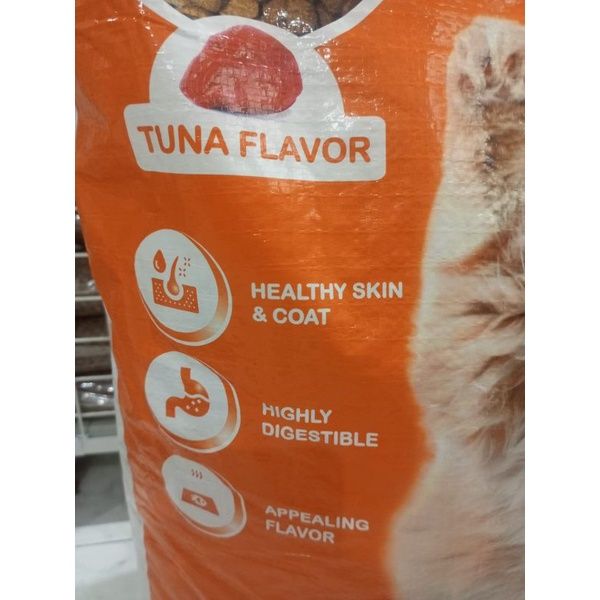 TUNA FLAVOR
HEALTHY SKIN
& COAT
HIGHLY
DIGESTIBLE
APPEALING
FLAVOR